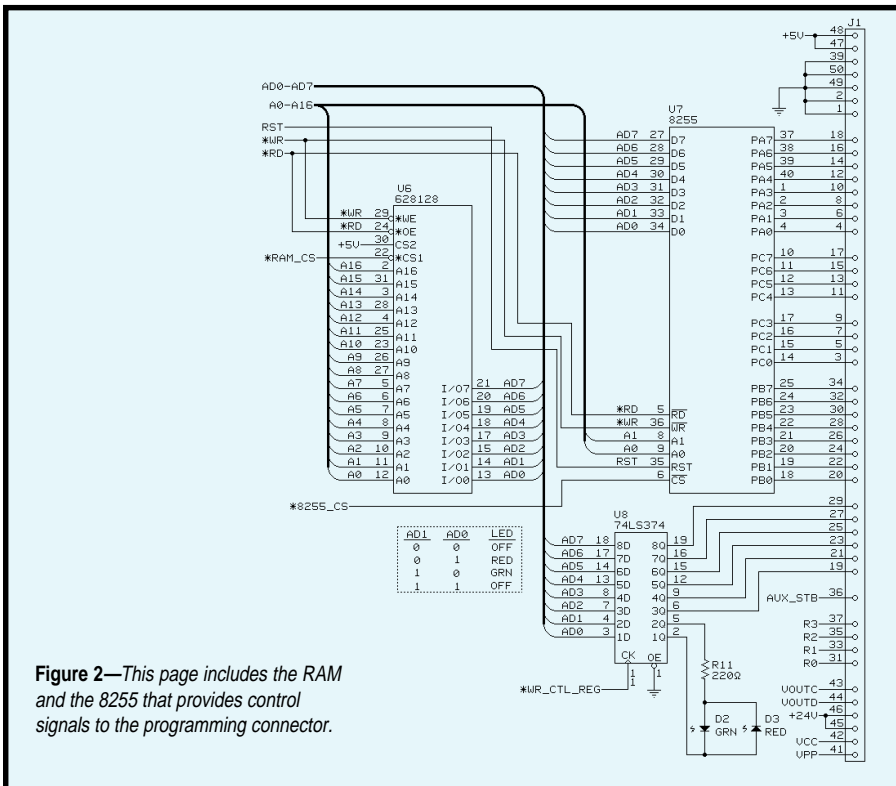 J1
+5V 48
47
39
50
49
2
1
AD0-AD7
A0-A16
RST
*WR
*RD
U7
8255
AD7 27 D7 PA7 37 18
AD6 28 D6 PA6 38 16
AD5 29 D5 PA5 39 14
AD4 30 D4 PA4 40 12
AD3 31 D3 PA3 1 10
AD2 32 D2 PA2 2 8
AD1 33 D1 PA1 3 6
AD0 34 D0 PA0 4 4
PC7 10 17
PC6 11 15
PC5 12 13
PC4 13 11
PC3 17 9
PC2 16 7
PC1 15 5
PC0 14 3
PB7 25 34
PB6 24 32
*RD 5 RD PB5 23 30
*WR 36 WR PB4 22 28
A1 8 A1 PB3 21 26
A0 9 A0 PB2 20 24
RST 35 RST PB1 19 22
6 CS PB0 18 20
U6
628128
*WR 29 *WE
*RD 24 *OE
+5V 30 CS2
*RAM_CS 22 *CS1
A16 2 A16
A15 31 A15
A14 3 A14
A13 28 A13
A12 4 A12
A11 25 A11
A10 23 A10
A9 26 A9
A8 27 A8
A7 5 A7 I/O7 21 AD7
A6 6 A6 I/O6 20 AD6
A5 7 A5 I/O5 19 AD5
A4 8 A4 I/O4 18 AD4
A3 9 A3 I/O3 17 AD3
A2 10 A2 I/O2 15 AD2
A1 11 A1 I/O1 14 AD1
A0 12 A0 I/O0 13 AD0
*8255_CS
AD1 AD0 LED
0 0 OFF
0 1 RED
1 0 GRN
1 1 OFF
U8
74LS374
AD7 18 8D 8Q 19 29
AD6 17 7D 7Q 16 27
AD5 14 6D 6Q 15 25
AD4 13 5D 5Q 12 23
AD3 8 4D 4Q 9 21
AD2 7 3D 3Q 6 19
AD1 4 2D 2Q 5
AD0 3 1D 1Q 2
CK OE
1 1
1
*WR_CTL_REG
R11
220Ω
D2
GRN
D3
RED
AUX_STB 36
R3 37
R2 35
R1 33
R0 31
VOUTC 43
VOUTD 44
+24V 46
45
VCC 42
VPP 41
Figure 2—This page includes the RAM
and the 8255 that provides control
signals to the programming connector.